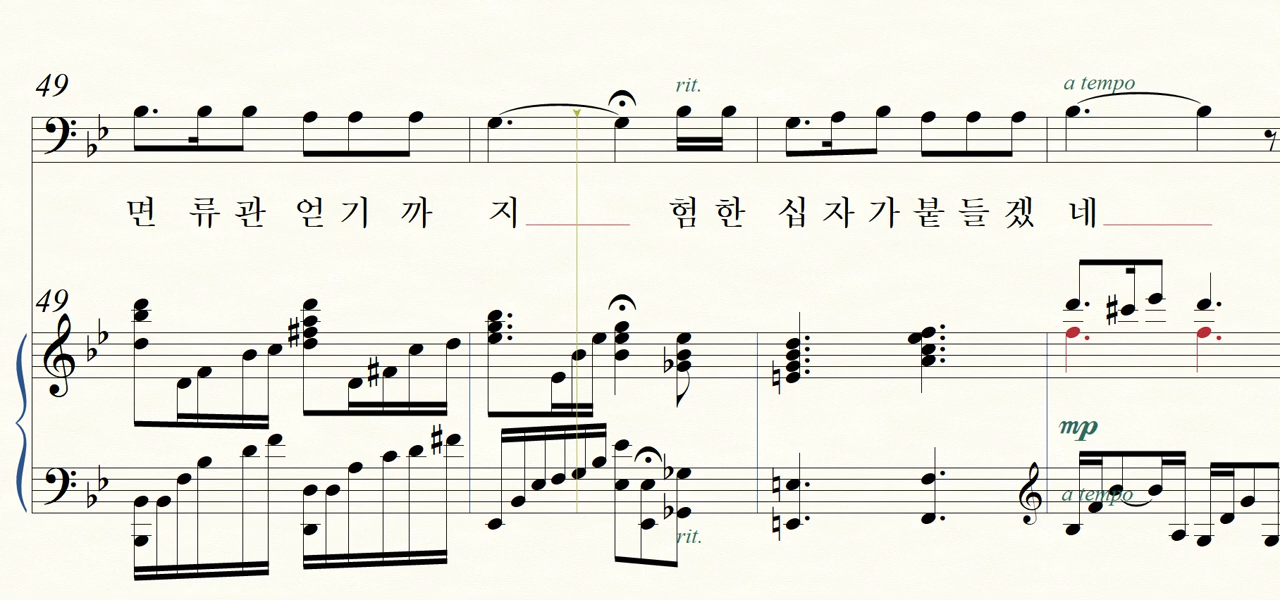 49
rit.
a tempo
면 류 관 얻 기 까 지 험 한 십 자 가 붙 들 겠 네
49
mp
a tempo
rit.